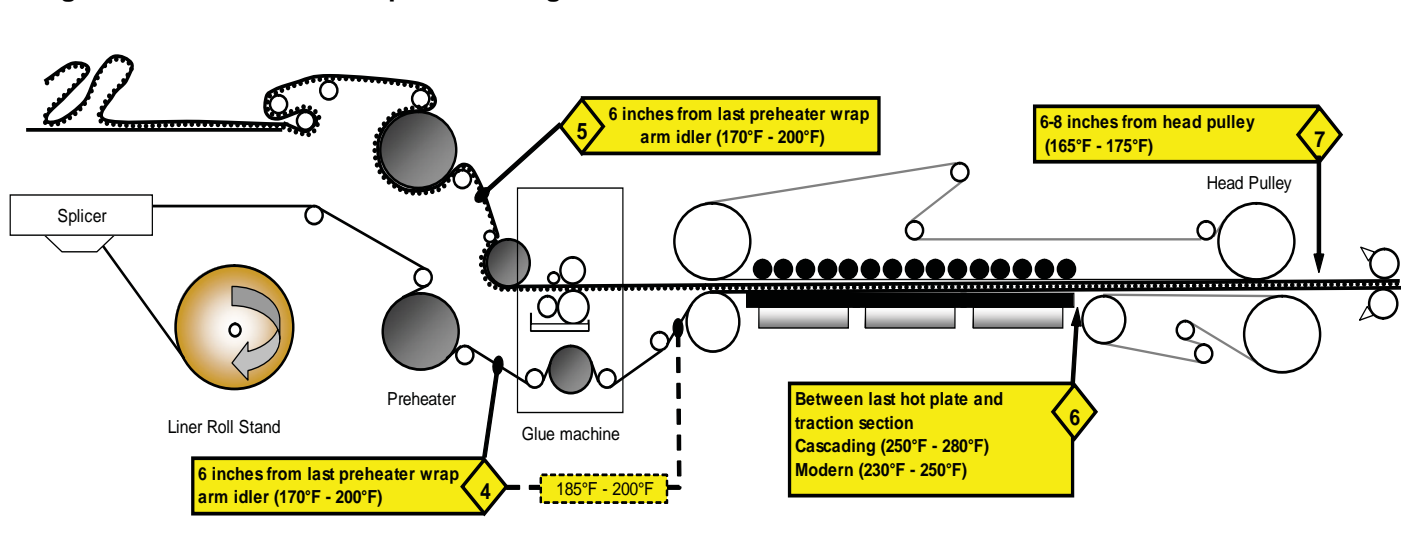 6 inches from last preheater wrap
arm idler (170°F - 200°F)
5
6-8 inches from head pulley
(165°F - 175°F)
7
Head Pulley
Splicer
Preheater
Liner Roll Stand
Glue machine
Between last hot plate and
traction section
Cascading (250°F - 280°F)
Modern (230°F - 250°F)
6
6 inches from last preheater wrap
arm idler (170°F - 200°F)
4
185°F - 200°F